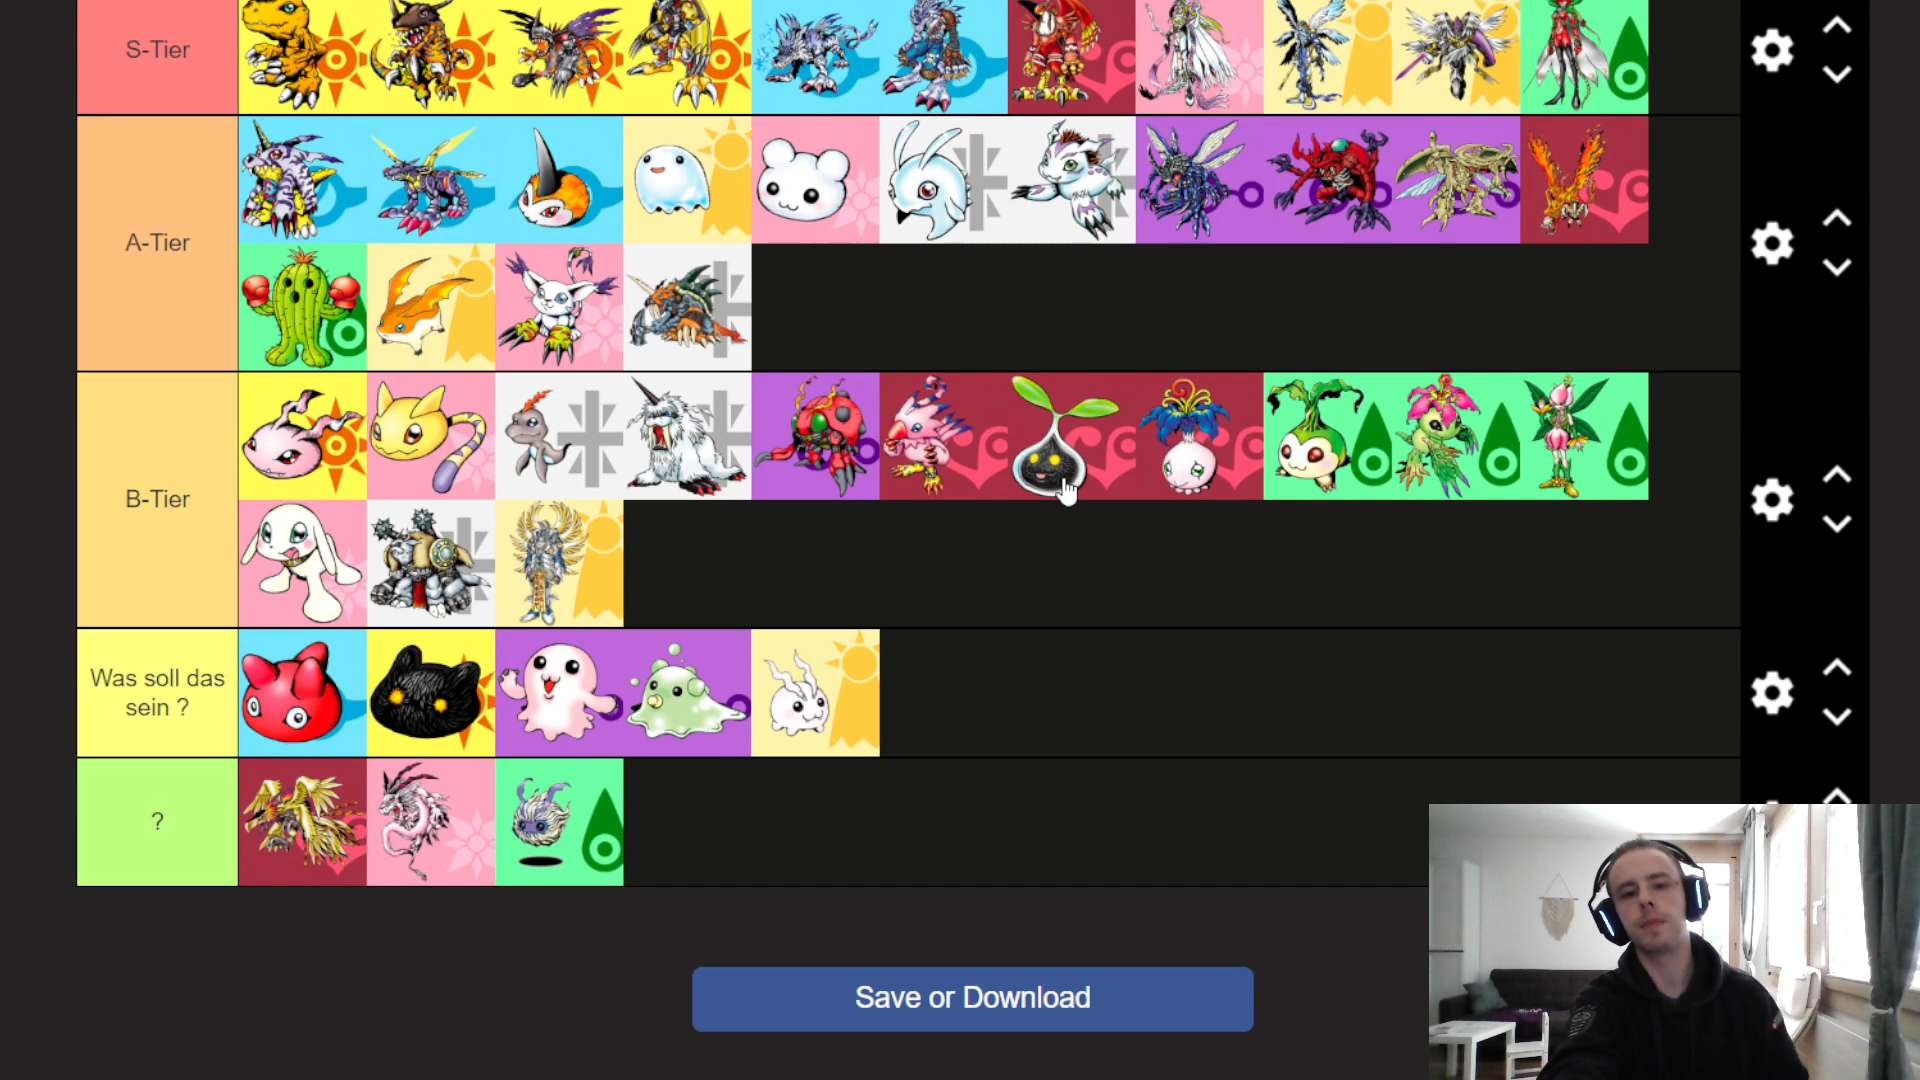 S-Tier
A-Tier
B-Tier
Was soll das
sein ?
?
Save or Download